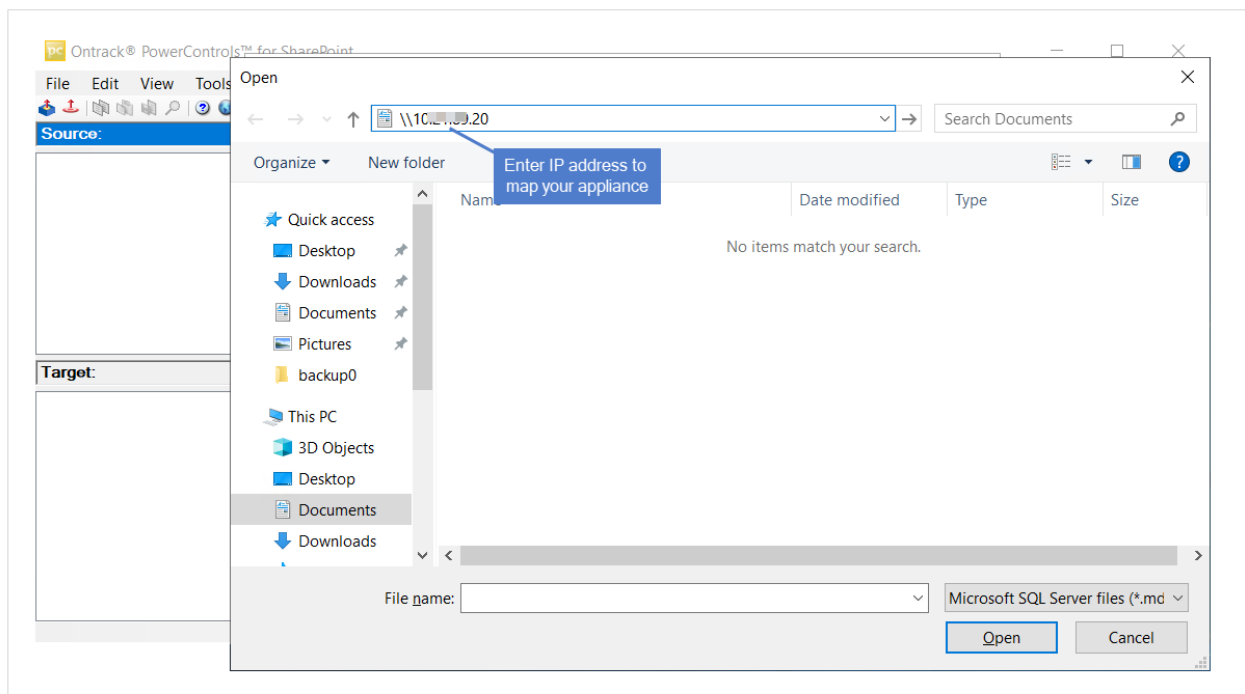 Ontrack® PowerControls™ for SharePoint
File Edit View Tools
Open
Search Documents
Source:
Organize New folder
Enter IP address to
map your appliance
Name Date modified Type Size
No items match your search.
Quick access
Desktop
Downloads
Documents
Pictures
backup0
This PC
3D Objects
Desktop
Documents
Downloads
Target:
File name:
Microsoft SQL Server files (*.md
Open Cancel